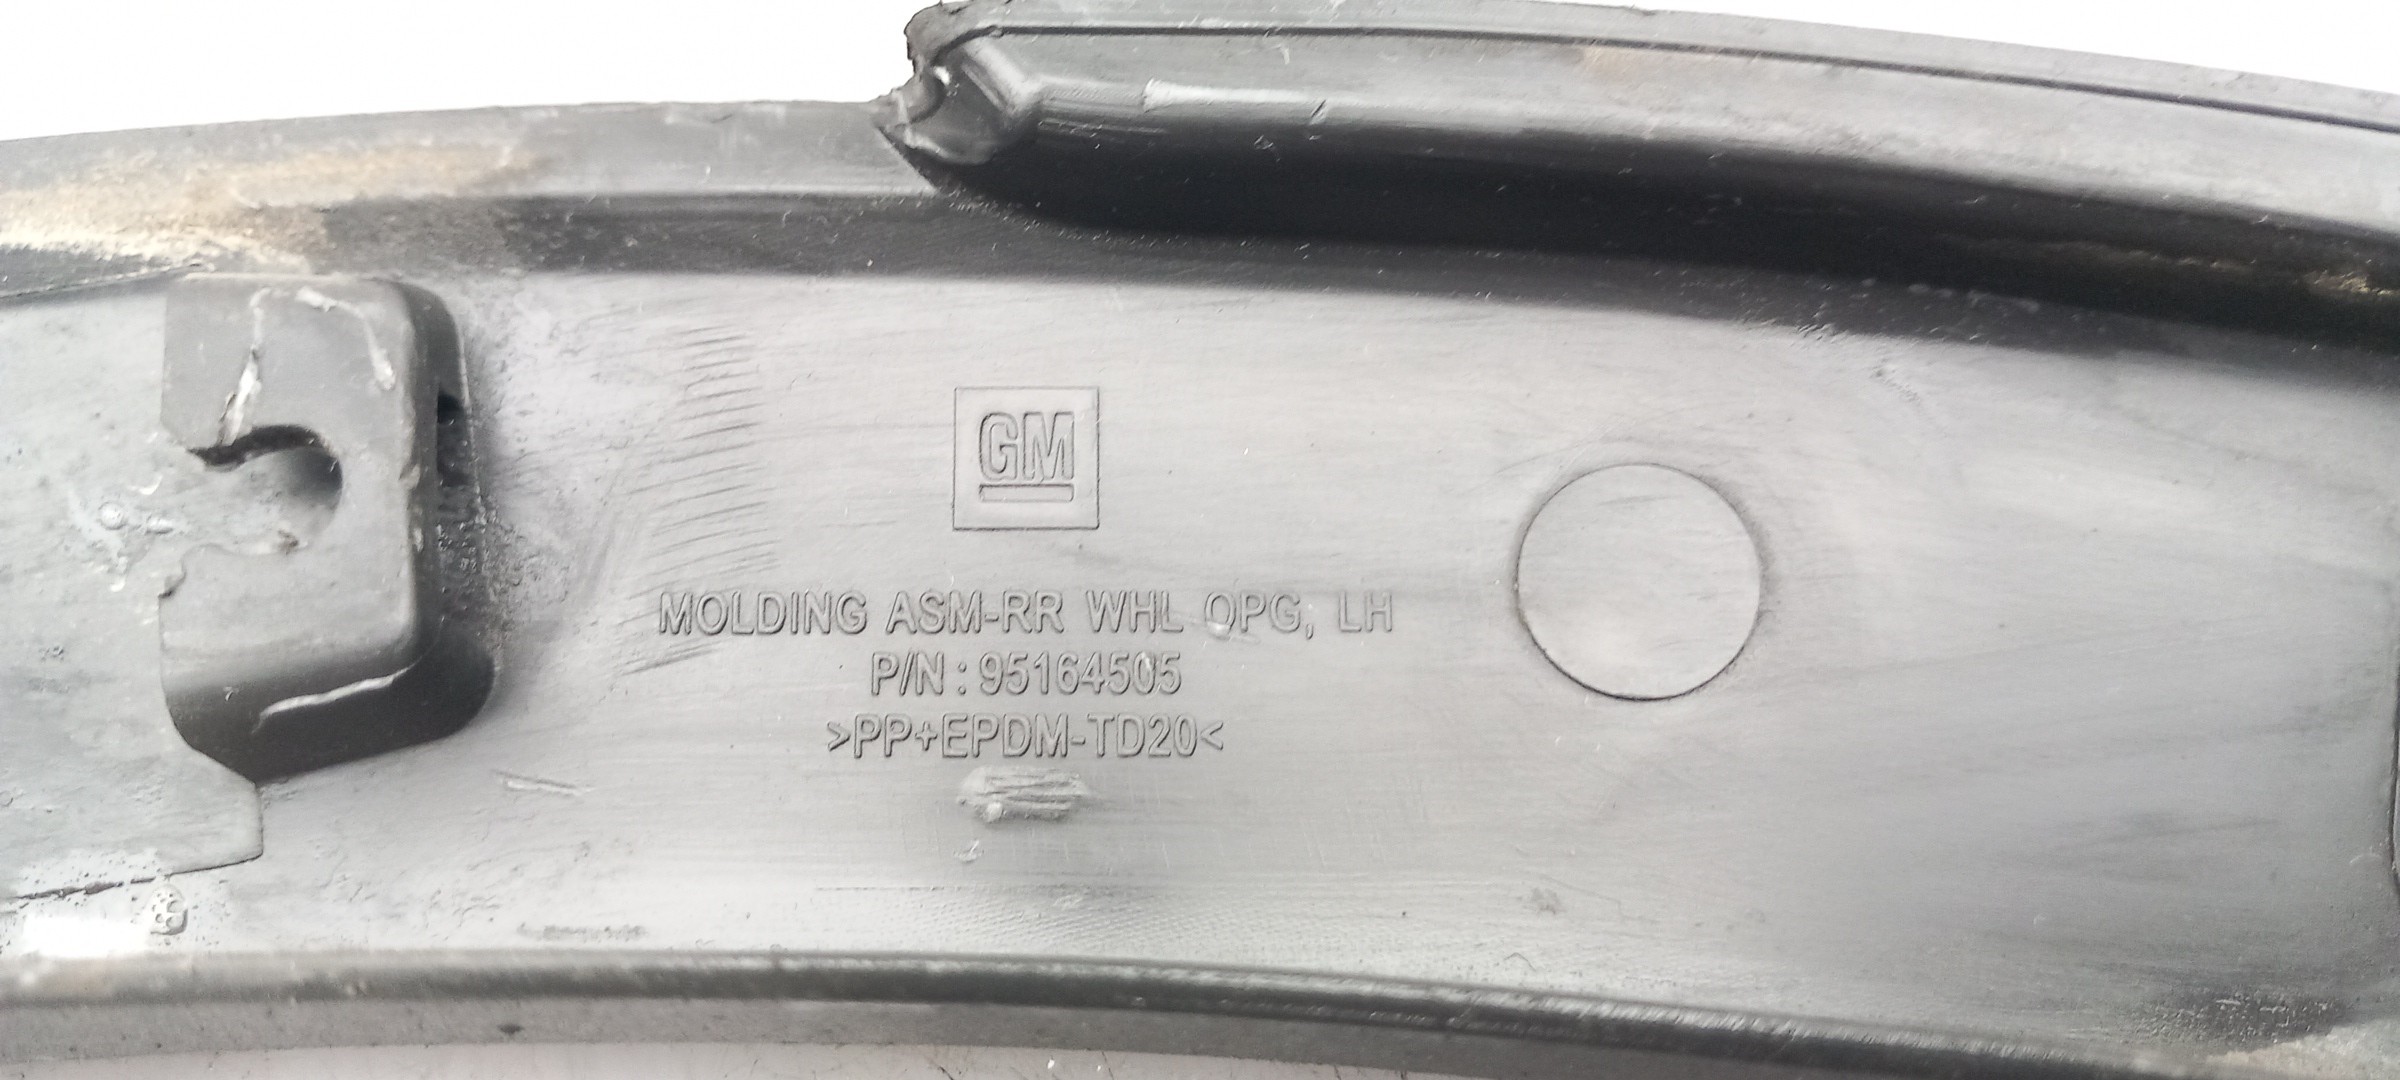 GM
MOLDING ASM-RR WHL OPG, LH
P/N : 95164505
>PP+EPDM-TD20<